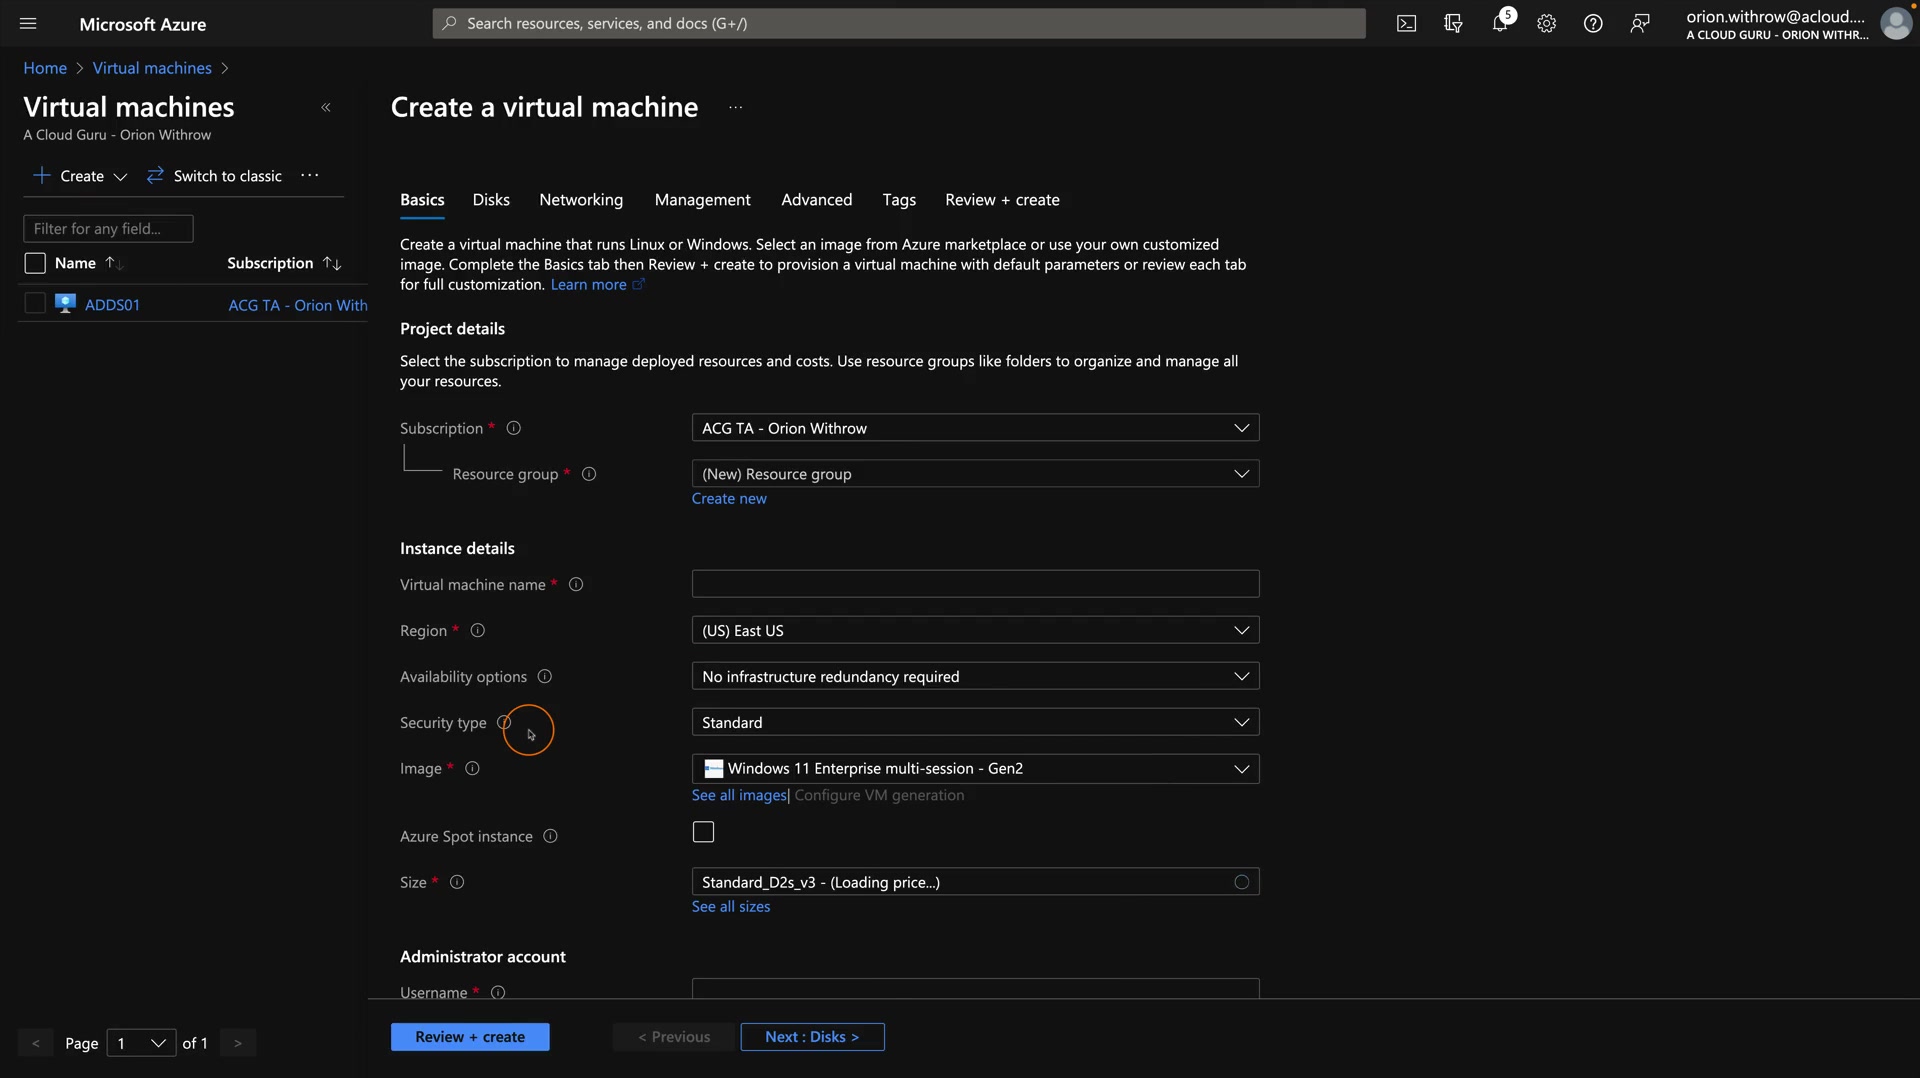 Microsoft Azure
Search resources, services, and docs (G+/)
5
orion.withrow@acloud....
A CLOUD GURU - ORION WITHR...
Home > Virtual machines >
Virtual machines
A Cloud Guru - Orion Withrow
Create
Switch to classic
...
Filter for any field...
Name
Subscription
ADDS01
ACG TA - Orion With
Page 1 of 1
Create a virtual machine
...
Basics
Disks
Networking
Management
Advanced
Tags
Review + create
Create a virtual machine that runs Linux or Windows. Select an image from Azure marketplace or use your own customized
image. Complete the Basics tab then Review + create to provision a virtual machine with default parameters or review each tab
for full customization. Learn more
Project details
Select the subscription to manage deployed resources and costs. Use resource groups like folders to organize and manage all
your resources.
Subscription *
ACG TA - Orion Withrow
Resource group *
(New) Resource group
Create new
Instance details
Virtual machine name *
Region *
(US) East US
Availability options
No infrastructure redundancy required
Security type
Standard
Image *
Windows 11 Enterprise multi-session - Gen2
See all images| Configure VM generation
Azure Spot instance
Size *
Standard_D2s_v3 - (Loading price...)
See all sizes
Administrator account
Username *
Review + create
< Previous
Next : Disks >